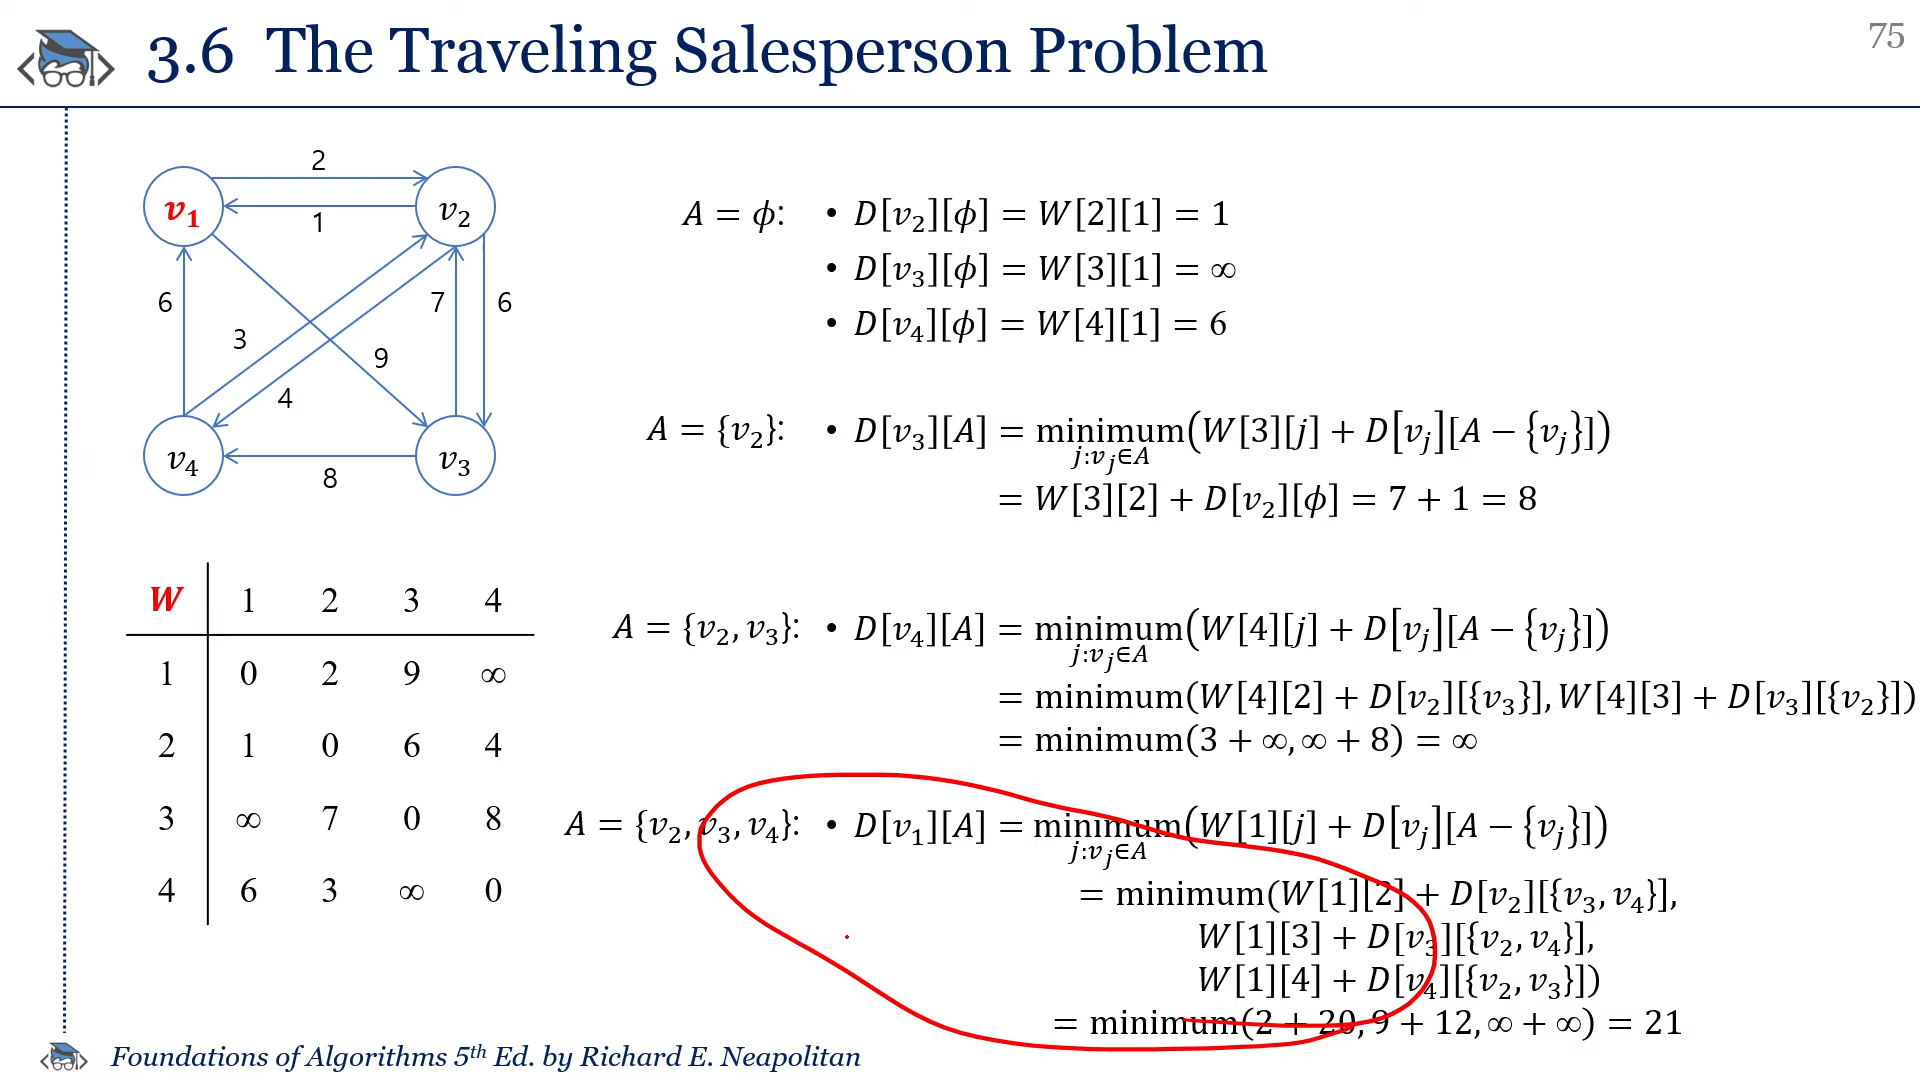 3.6 The Traveling Salesperson Problem
75
2
v₁
v₂
1
6
3
7
6
9
4
v₄
v₃
8
A = ϕ: • D[v₂][ϕ] = W[2][1] = 1
• D[v₃][ϕ] = W[3][1] = ∞
• D[v₄][ϕ] = W[4][1] = 6
A = {v₂}: • D[v₃][A] = minimum(W[3][j] + D[vⱼ][A − {vⱼ}])
j:vⱼ∈A
= W[3][2] + D[v₂][ϕ] = 7 + 1 = 8
W 1 2 3 4
1 0 2 9 ∞
2 1 0 6 4
3 ∞ 7 0 8
4 6 3 ∞ 0
A = {v₂, v₃}: • D[v₄][A] = minimum(W[4][j] + D[vⱼ][A − {vⱼ}])
j:vⱼ∈A
= minimum(W[4][2] + D[v₂][{v₃}], W[4][3] + D[v₃][{v₂}])
= minimum(3 + ∞, ∞ + 8) = ∞
A = {v₂, v₃, v₄}: • D[v₁][A] = minimum(W[1][j] + D[vⱼ][A − {vⱼ}])
j:vⱼ∈A
= minimum(W[1][2] + D[v₂][{v₃, v₄}],
W[1][3] + D[v₃][{v₂, v₄}],
W[1][4] + D[v₄][{v₂, v₃}])
= minimum(2 + 20, 9 + 12, ∞ + ∞) = 21
Foundations of Algorithms 5th Ed. by Richard E. Neapolitan